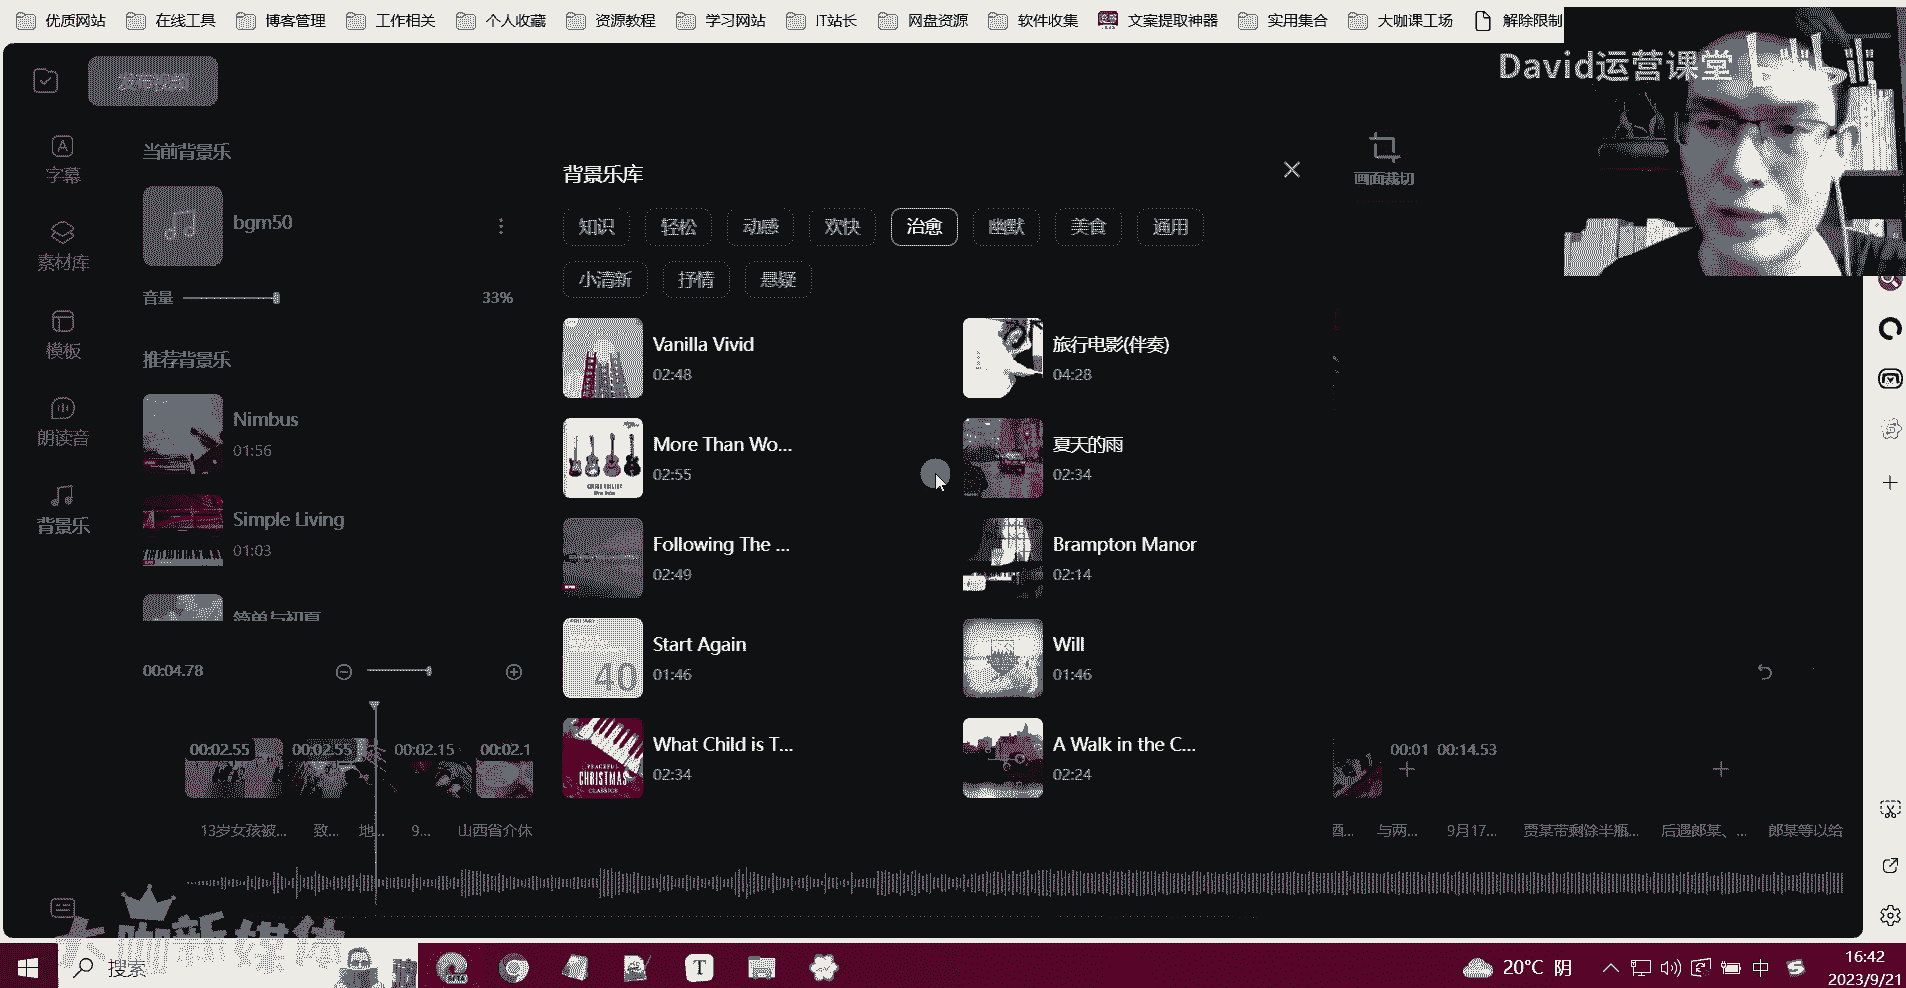 优质网站 在线工具 博客管理 工作相关 个人收藏 资源教程 学习网站 IT站长 网盘资源 软件收集 文案提取神器 实用集合 大咖课工场 解除限制
David运营课堂
发布视频
字幕
素材库
模板
朗读音
背景乐
当前背景乐
bgm50
音量 33%
推荐背景乐
Nimbus
01:56
Simple Living
01:03
简单与初夏
背景乐库
画面裁切
知识 轻松 动感 欢快 治愈 幽默 美食 通用
小清新 抒情 悬疑
Vanilla Vivid
02:48
旅行电影(伴奏)
04:28
More Than Wo...
02:55
夏天的雨
02:34
Following The ...
02:49
Brampton Manor
02:14
Start Again
01:46
40
Will
01:46
What Child is T...
02:34
PEACEFUL
CHRISTMAS
CLASSICS
A Walk in the C...
02:24
00:04.78
00:02.55 00:02.55 00:02.15 00:02.1
00:01 00:14.53
13岁女孩被... 致... 地... 9... 山西省介休
酒... 与两... 9月17... 贾某带剩余半瓶... 后遇郎某、... 郎某等以给
大咖新媒体
搜索
BETA
T
20°C 阴
中
16:42
2023/9/21